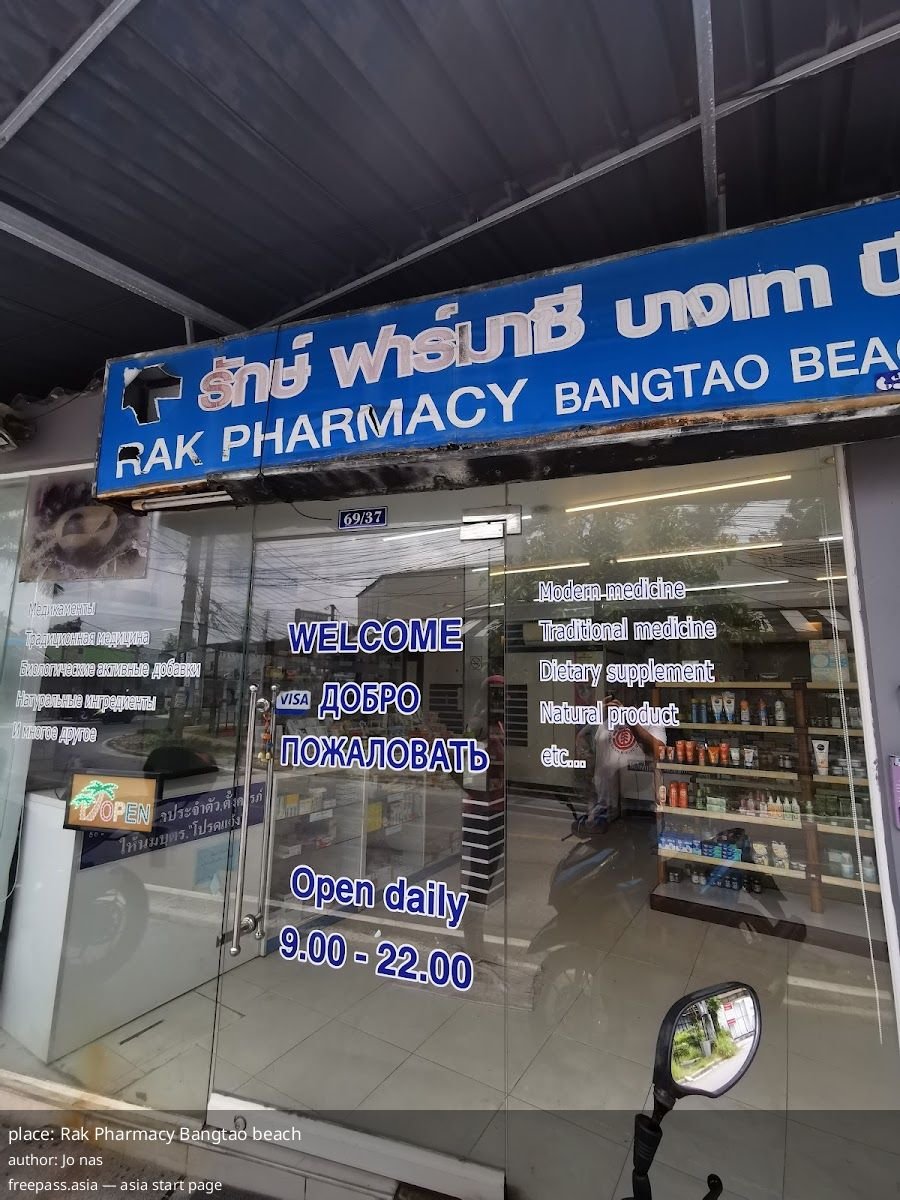 รักษ์ ฟาร์มาซี บางเทา
RAK PHARMACY BANGTAO BEAC
69/37
Медикаменты
Традиционная медицина
Биологические активные добавки
Натуральные ингредиенты
И многое другое
WELCOME
VISA
ДОБРО
ПОЖАЛОВАТЬ
Open daily
9.00 - 22.00
Modern medicine
Traditional medicine
Dietary supplement
Natural product
etc...
OPEN
place: Rak Pharmacy Bangtao beach
author: Jo nas
freepass.asia — asia start page